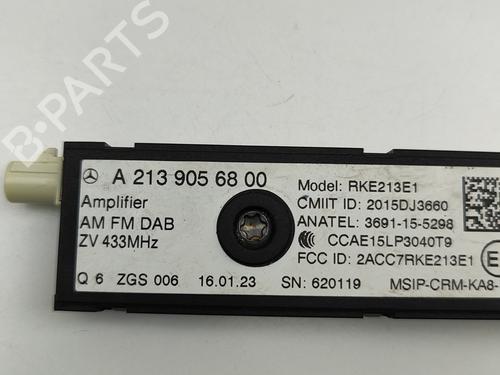 B-PARTS
A 213 905 68 00
Model: RKE213E1
Amplifier
CMIIT ID: 2015DJ3660
AM FM DAB
ANATEL: 3691-15-5298
ZV 433MHz
CCAE15LP3040T9
FCC ID: 2ACC7RKE213E1
E
Q 6 ZGS 006 16.01.23 SN: 620119 MSIP-CRM-KA8-